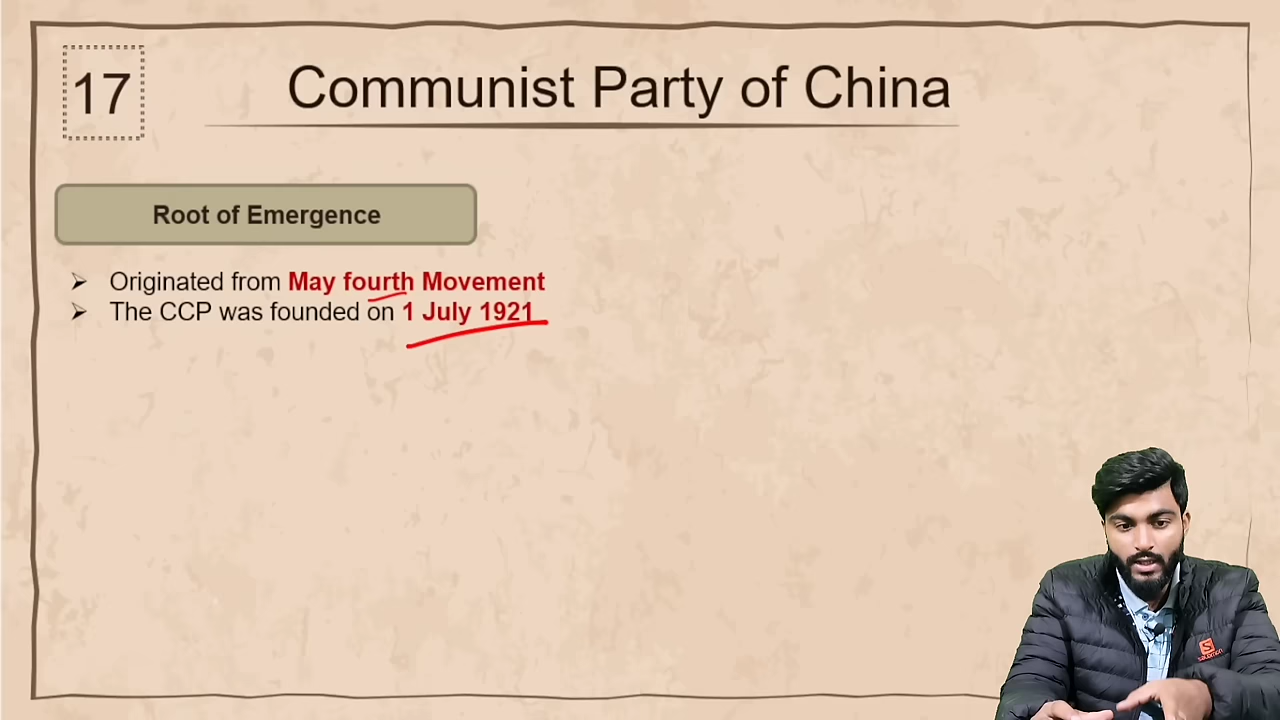 17
Communist Party of China
Root of Emergence
➢ Originated from May fourth Movement
➢ The CCP was founded on 1 July 1921
salomon